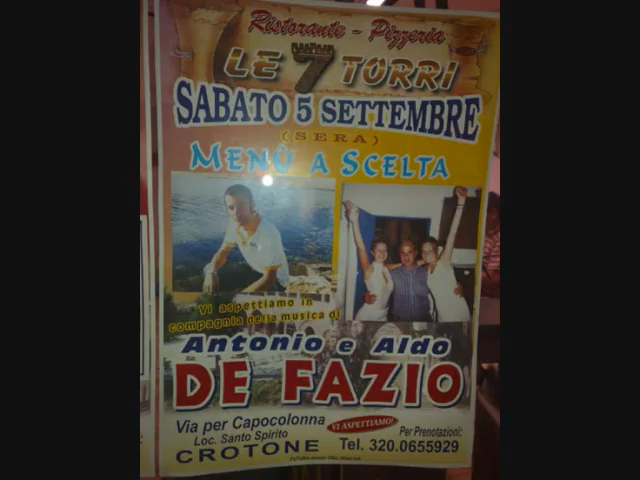 Ristorante - Pizzeria
LE 7 TORRI
SABATO 5 SETTEMBRE
(SERA)
MENÙ A SCELTA
Vi aspettiamo in
compagnia della musica di
Antonio e Aldo
DE FAZIO
Via per Capocolonna
Loc. Santo Spirito
CROTONE
VI ASPETTIAMO!
Per Prenotazioni:
Tel. 320.0655929